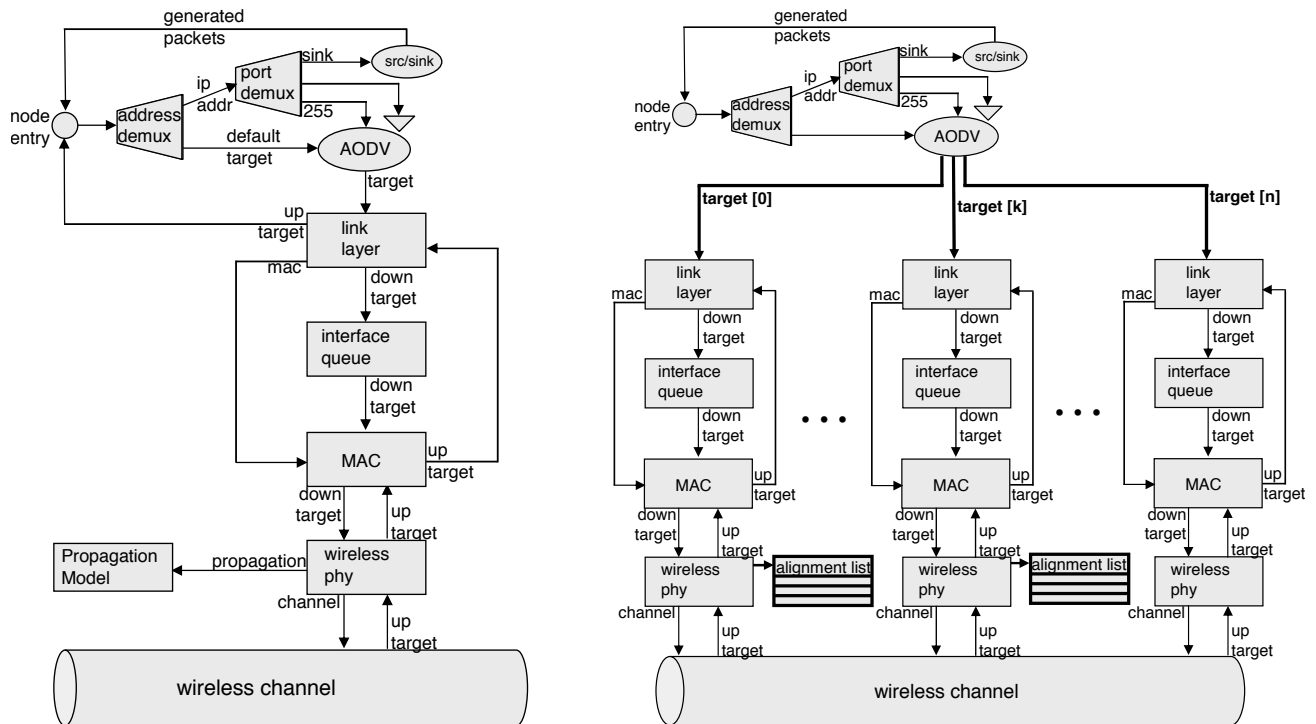 generated
packets
sink
src/sink
port
demux
ip
addr
255
node
entry
address
demux
default
target
AODV
target
up
target
link
layer
mac
down
target
interface
queue
down
target
MAC
up
target
down
target
up
target
Propagation
Model
propagation
wireless
phy
channel
up
target
wireless channel
generated
packets
sink
src/sink
port
demux
ip
addr
255
node
entry
address
demux
AODV
target [0]
target [k]
target [n]
link
layer
mac
down
target
interface
queue
down
target
MAC
up
target
down
target
up
target
wireless
phy
alignment list
channel
up
target
• • •
link
layer
mac
down
target
interface
queue
down
target
MAC
up
target
down
target
up
target
wireless
phy
alignment list
channel
up
target
• • •
link
layer
mac
down
target
interface
queue
down
target
MAC
up
target
down
target
up
target
wireless
phy
channel
up
target
wireless channel